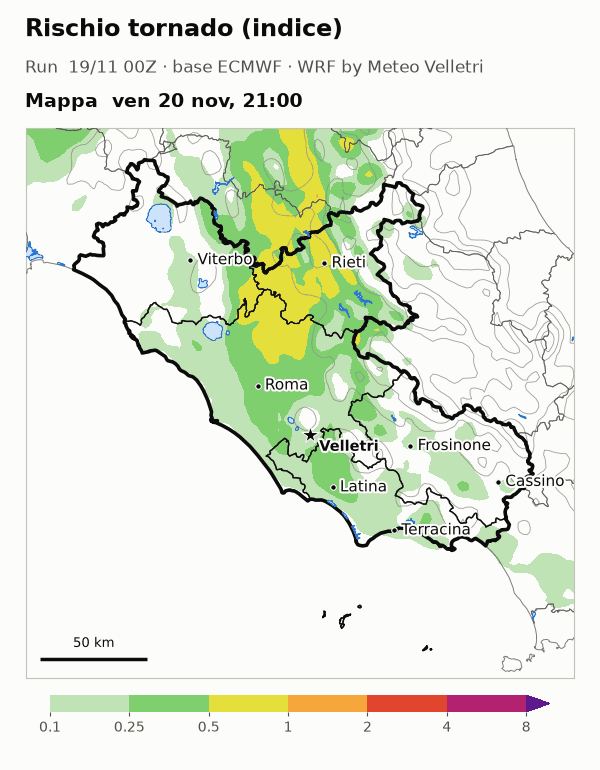 Rischio tornado (indice)
Run  19/11 00Z · base ECMWF · WRF by Meteo Velletri
Mappa  ven 20 nov, 21:00
Viterbo
Rieti
Roma
Velletri
Frosinone
Latina
Cassino
Terracina
50 km
0.1 0.25 0.5 1 2 4 8